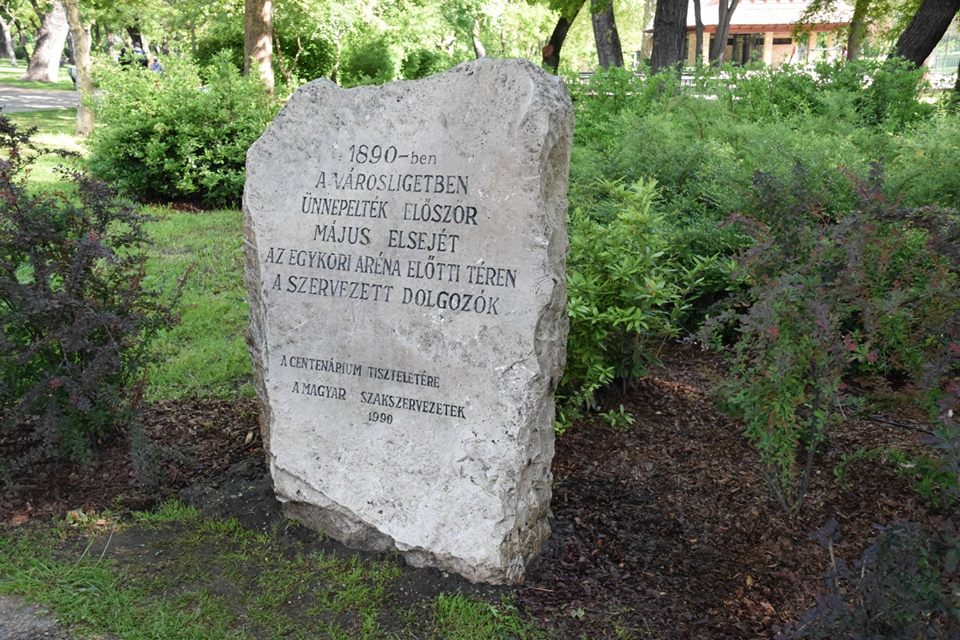 1890-ben
A VÁROSLIGETBEN
ÜNNEPELTÉK ELŐSZÖR
MÁJUS ELSEJÉT
AZ EGYKORI ARÉNA ELŐTTI TÉREN
A SZERVEZETT DOLGOZÓK
A CENTENÁRIUM TISZTELETÉRE
A MAGYAR SZAKSZERVEZETEK
1990